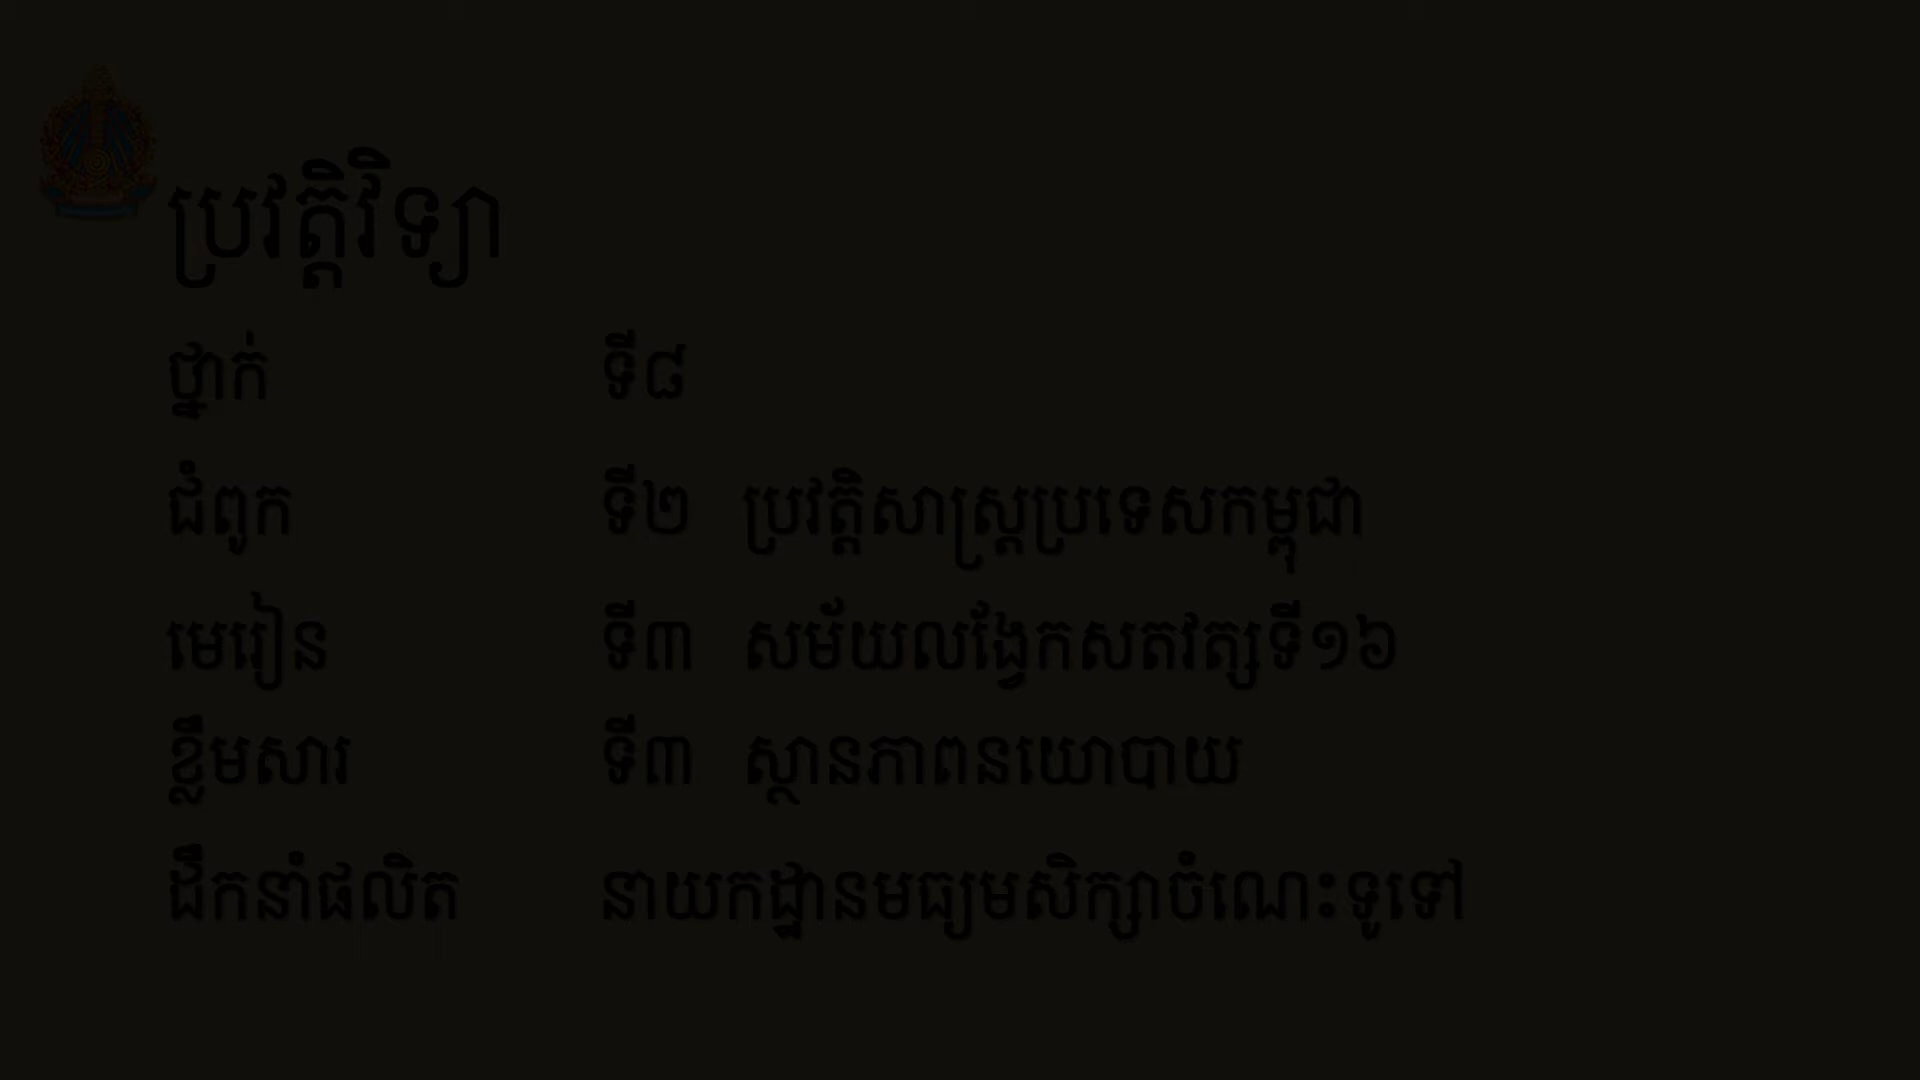 ប្រវត្តិវិទ្យា
ថ្នាក់ ទី៨
ជំពូក ទី២ ប្រវត្តិសាស្ត្រប្រទេសកម្ពុជា
មេរៀន ទី៣ សម័យលង្វែកសតវត្សទី១៦
ខ្លឹមសារ ទី៣ ស្ថានភាពនយោបាយ
ដឹកនាំផលិត នាយកដ្ឋានមធ្យមសិក្សាចំណេះទូទៅ